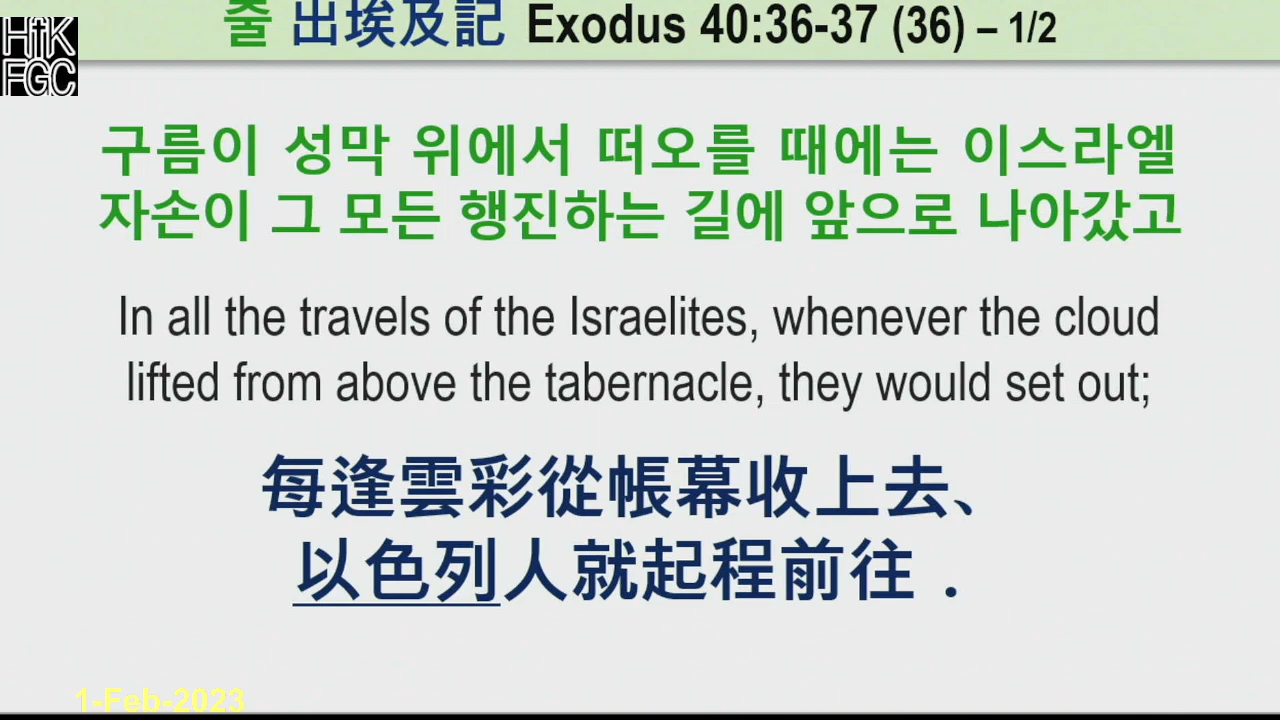 출 出埃及記 Exodus 40:36-37 (36) – 1/2
HfK
FGC
구름이 성막 위에서 떠오를 때에는 이스라엘
자손이 그 모든 행진하는 길에 앞으로 나아갔고
In all the travels of the Israelites, whenever the cloud
lifted from above the tabernacle, they would set out;
每逢雲彩從帳幕收上去、
以色列人就起程前往．
1-Feb-2023